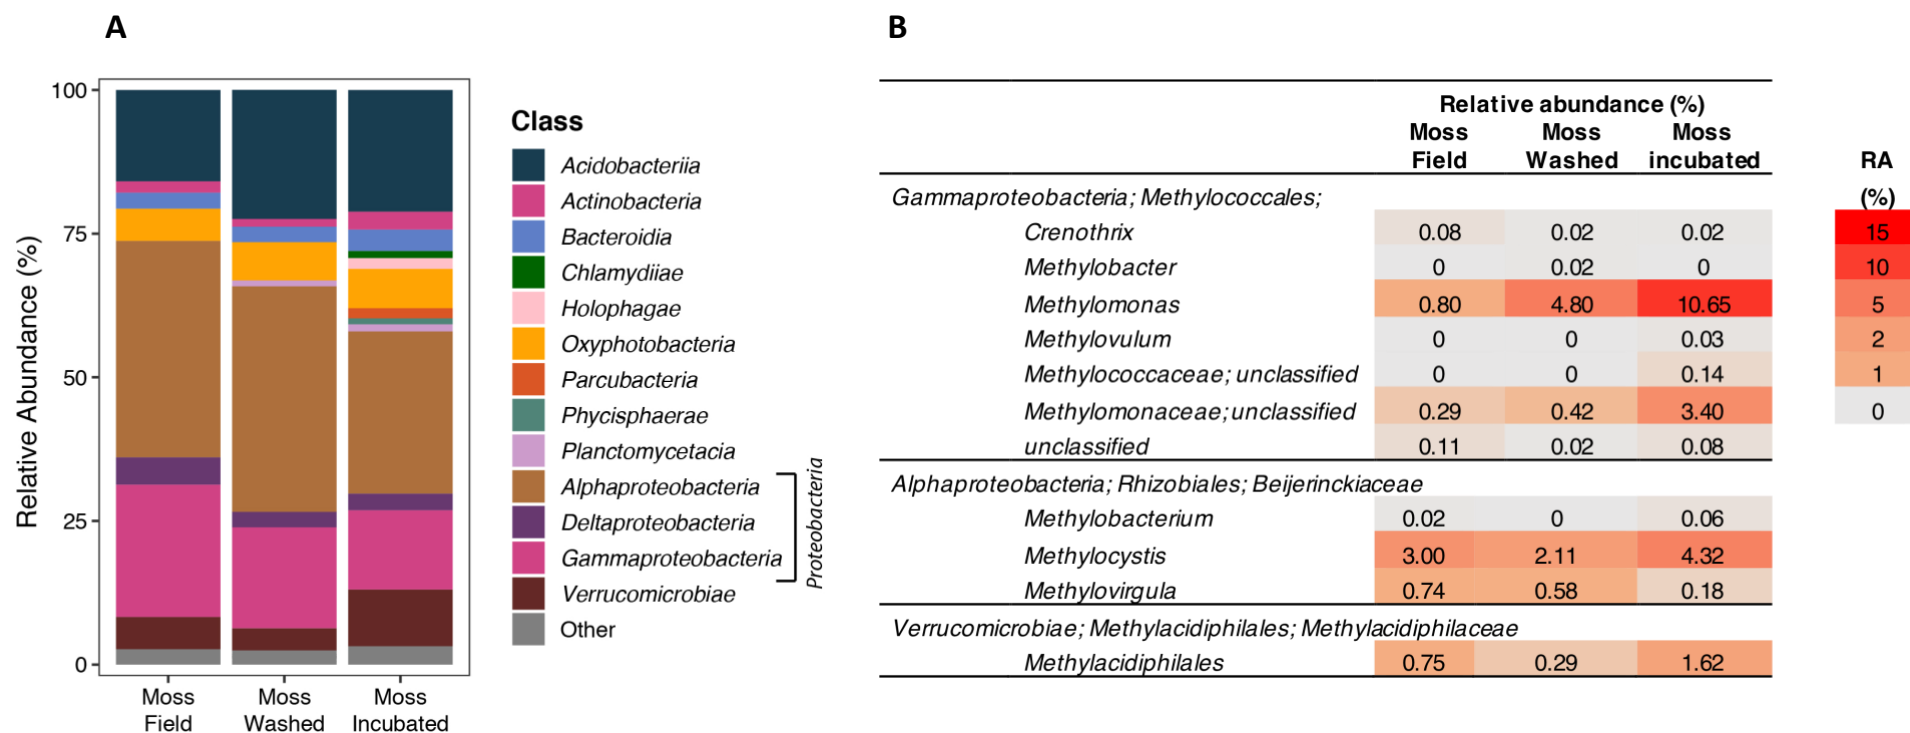 A
B
100
75
50
25
0
Relative Abundance (%)
Moss
Field
Moss
Washed
Moss
Incubated
Class
Acidobacteriia
Actinobacteria
Bacteroidia
Chlamydiiae
Holophagae
Oxyphotobacteria
Parcubacteria
Phycisphaerae
Planctomycetacia
Alphaproteobacteria
Deltaproteobacteria
Gammaproteobacteria
Verrucomicrobiae
Other
Proteobacteria
Relative abundance (%)
Moss Moss Moss
Field Washed incubated
Gammaproteobacteria; Methylococcales;
Crenothrix 0.08 0.02 0.02
Methylobacter 0 0.02 0
Methylomonas 0.80 4.80 10.65
Methylovulum 0 0 0.03
Methylococcaceae; unclassified 0 0 0.14
Methylomonaceae; unclassified 0.29 0.42 3.40
unclassified 0.11 0.02 0.08
Alphaproteobacteria; Rhizobiales; Beijerinckiaceae
Methylobacterium 0.02 0 0.06
Methylocystis 3.00 2.11 4.32
Methylovirgula 0.74 0.58 0.18
Verrucomicrobiae; Methylacidiphilales; Methylacidiphilaceae
Methylacidiphilales 0.75 0.29 1.62
RA
(%)
15
10
5
2
1
0